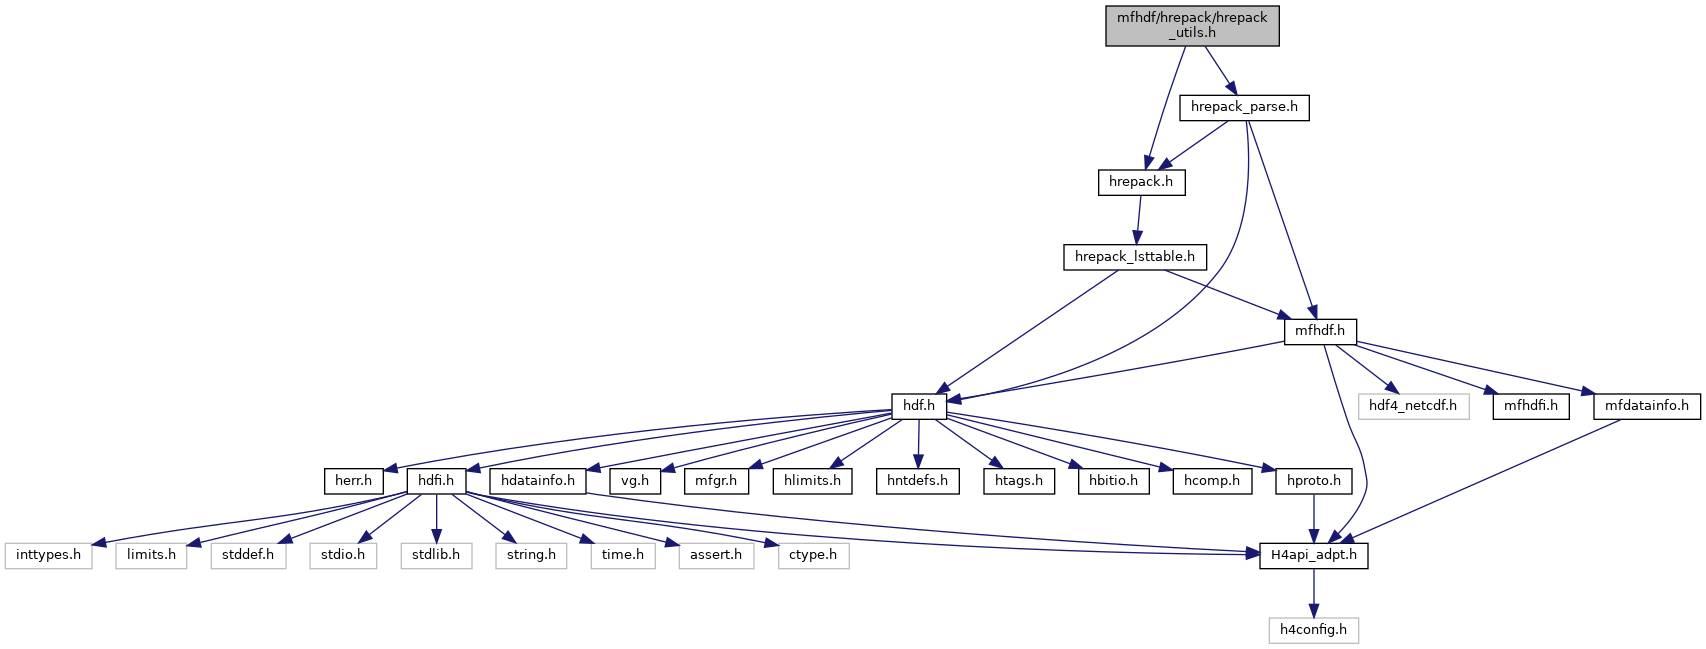 mfhdf/hrepack/hrepack
_utils.h
hrepack_parse.h
hrepack.h
hrepack_lsttable.h
mfhdf.h
hdf.h
hdf4_netcdf.h
mfhdfi.h
mfdatainfo.h
herr.h
hdfi.h
hdatainfo.h
vg.h
mfgr.h
hlimits.h
hntdefs.h
htags.h
hbitio.h
hcomp.h
hproto.h
inttypes.h
limits.h
stddef.h
stdio.h
stdlib.h
string.h
time.h
assert.h
ctype.h
H4api_adpt.h
h4config.h